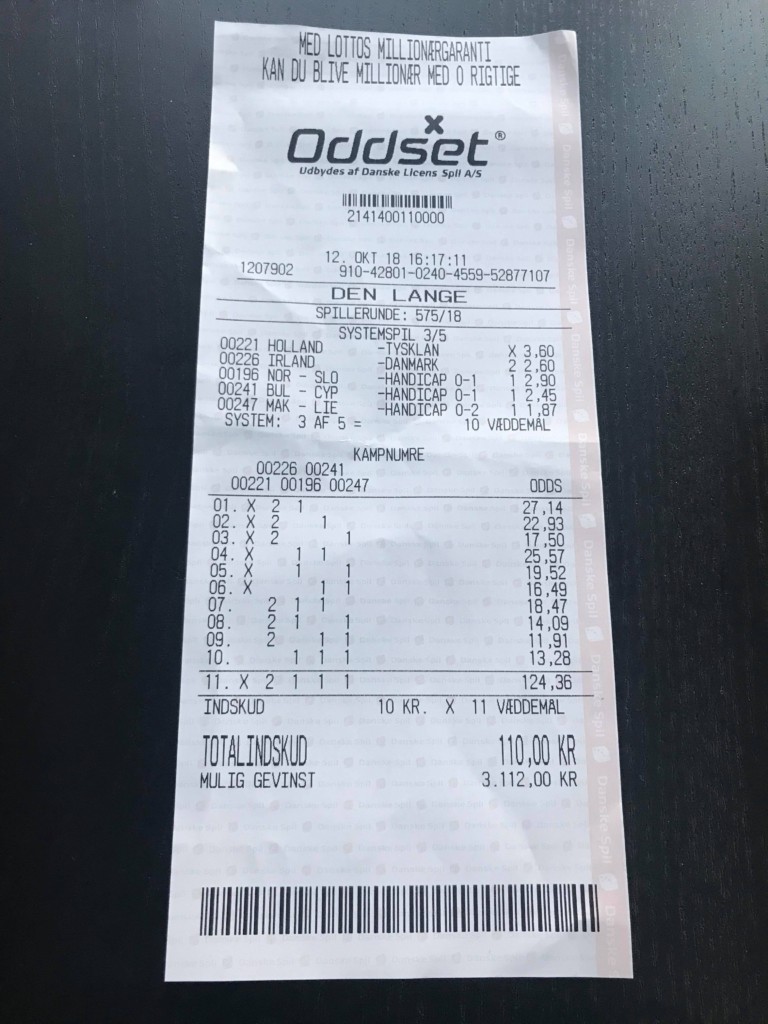 MED LOTTOS MILLIONÆRGARANTI
KAN DU BLIVE MILLIONÆR MED 0 RIGTIGE
Oddset ®
Udbydes af Danske Licens Spil A/S
2141400110000
12. OKT 18 16:17:11
1207902 910-42801-0240-4559-52877107
DEN LANGE
SPILLERUNDE: 575/18
SYSTEMSPIL 3/5
00221 HOLLAND -TYSKLAN X 3,60
00226 IRLAND -DANMARK 2 2,60
00196 NOR - SLO -HANDICAP 0-1 1 2,90
00241 BUL - CYP -HANDICAP 0-1 1 2,45
00247 MAK - LIE -HANDICAP 0-2 1 1,87
SYSTEM: 3 AF 5 = 10 VÆDDEMÅL
KAMPNUMRE
00226 00241
00221 00196 00247 ODDS
01. X 2 1 27,14
02. X 2 1 22,93
03. X 2 1 17,50
04. X 1 1 25,57
05. X 1 1 19,52
06. X 1 1 16,49
07. 2 1 1 18,47
08. 2 1 1 14,09
09. 2 1 1 11,91
10. 1 1 1 13,28
11. X 2 1 1 1 124,36
INDSKUD 10 KR. X 11 VÆDDEMÅL
TOTALINDSKUD 110,00 KR
MULIG GEVINST 3.112,00 KR
Danske Spil